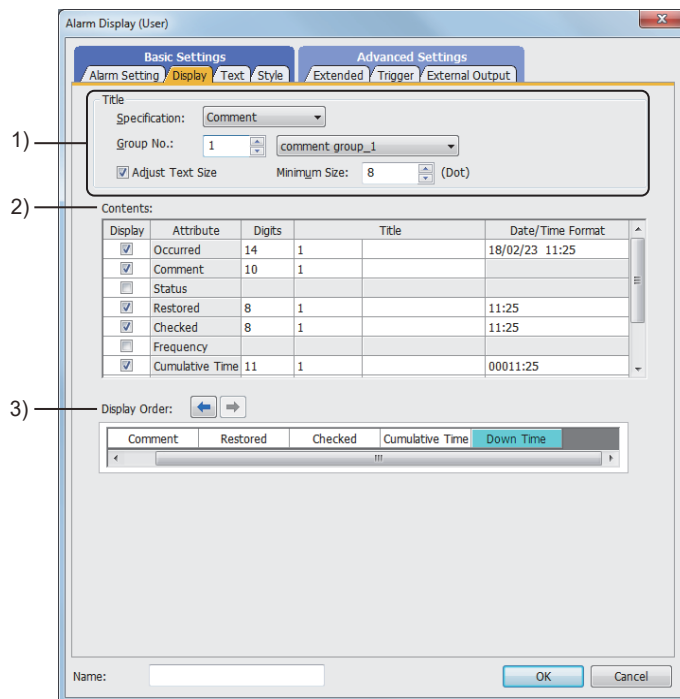 Alarm Display (User)
Basic Settings Advanced Settings
Alarm Setting Display Text Style Extended Trigger External Output
Title
1) Specification: Comment
Group No.: 1 comment group_1
Adjust Text Size Minimum Size: 8 (Dot)
2) Contents:
Display Attribute Digits Title Date/Time Format
Occurred 14 1 18/02/23 11:25
Comment 10 1
Status
Restored 8 1 11:25
Checked 8 1 11:25
Frequency
Cumulative Time 11 1 00011:25
3) Display Order:
Comment Restored Checked Cumulative Time Down Time
Name: OK Cancel